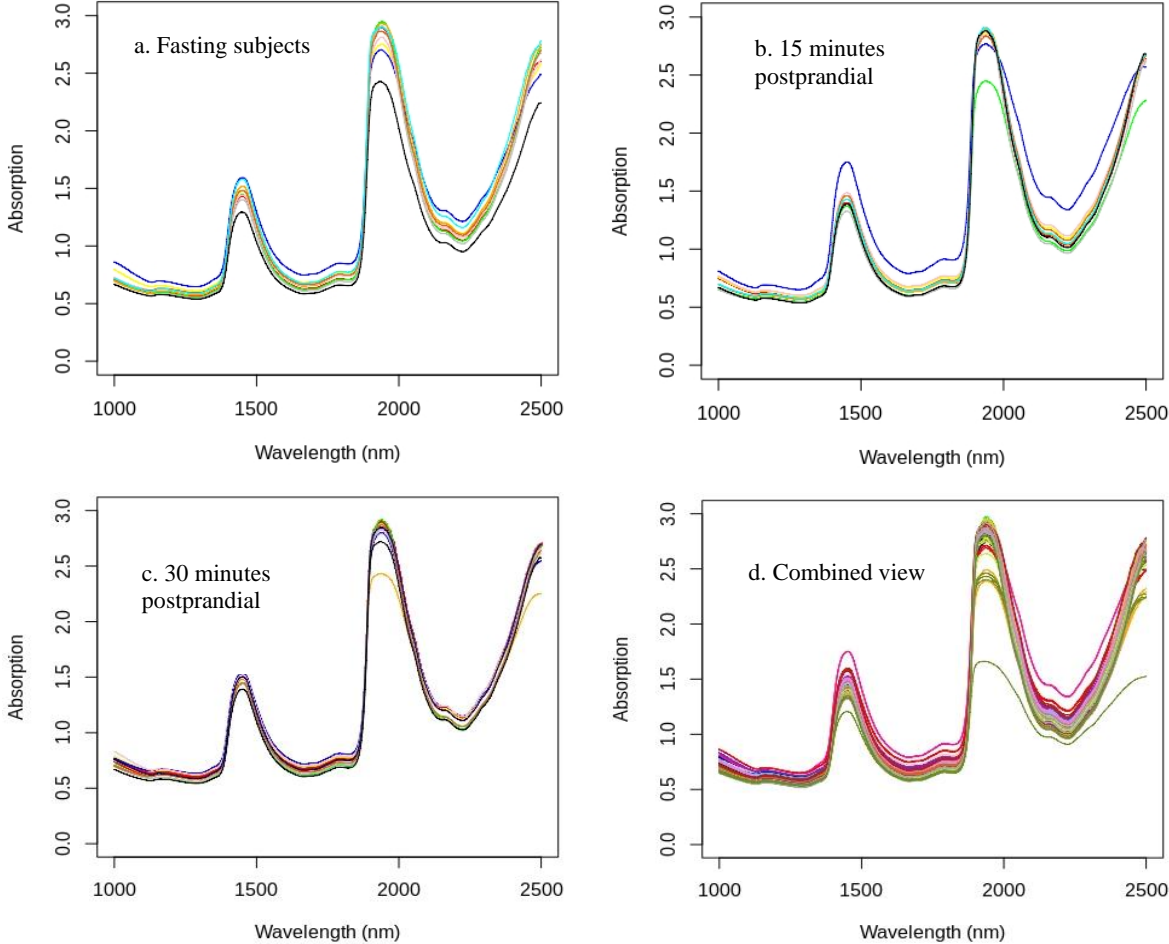 a. Fasting subjects
3.0
2.5
2.0
1.5
1.0
0.5
0.0
Absorption
1000 1500 2000 2500
Wavelength (nm)
b. 15 minutes
postprandial
3.0
2.5
2.0
1.5
1.0
0.5
0.0
Absorption
1000 1500 2000 2500
Wavelength (nm)
c. 30 minutes
postprandial
3.0
2.5
2.0
1.5
1.0
0.5
0.0
Absorption
1000 1500 2000 2500
Wavelength (nm)
d. Combined view
3.0
2.5
2.0
1.5
1.0
0.5
0.0
Absorption
1000 1500 2000 2500
Wavelength (nm)